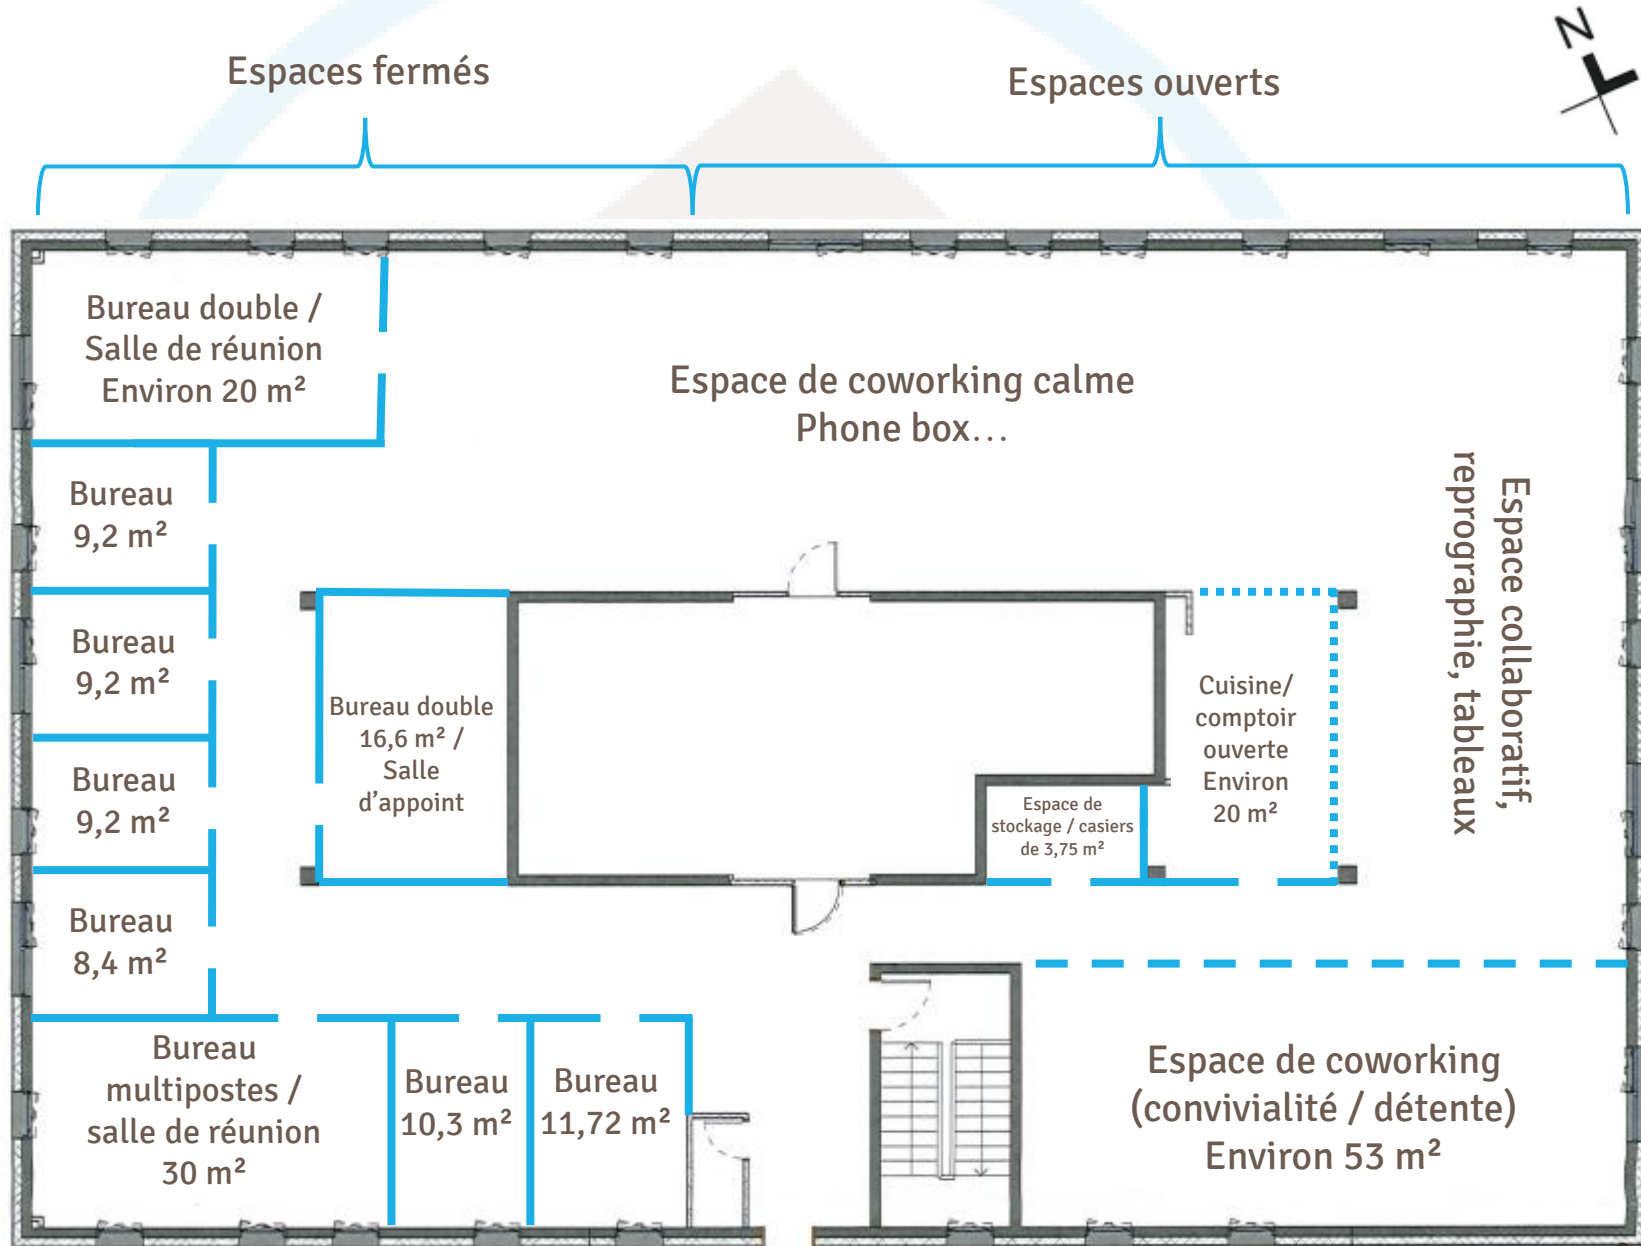 N
Espaces fermés
Espaces ouverts
Bureau double /
Salle de réunion
Environ 20 m²
Espace de coworking calme
Phone box…
Bureau
9,2 m²
Bureau
9,2 m²
Bureau
9,2 m²
Bureau
8,4 m²
Bureau double
16,6 m² /
Salle
d’appoint
Espace de
stockage / casiers
de 3,75 m²
Cuisine/
comptoir
ouverte
Environ
20 m²
Espace collaboratif,
reprographie, tableaux
Bureau
multipostes /
salle de réunion
30 m²
Bureau
10,3 m²
Bureau
11,72 m²
Espace de coworking
(convivialité / détente)
Environ 53 m²